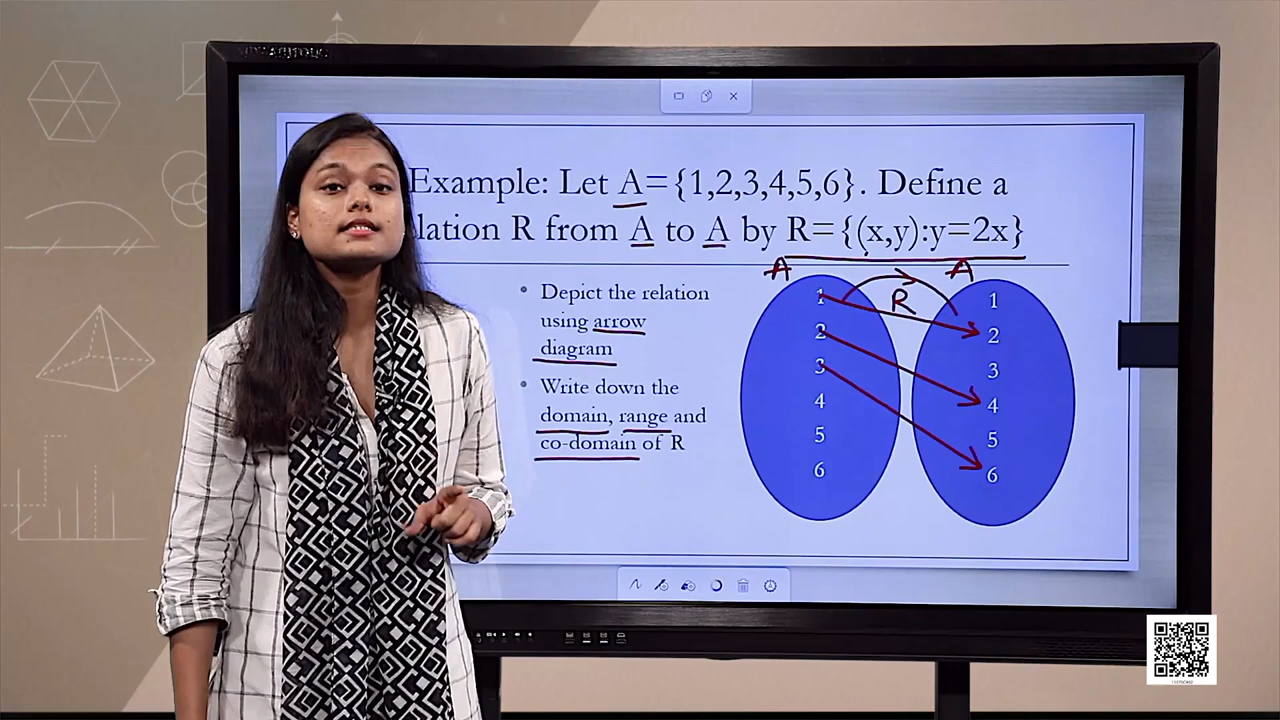 Example: Let A={1,2,3,4,5,6}. Define a
lation R from A to A by R={(x,y):y=2x}
• Depict the relation
using arrow
diagram
• Write down the
domain, range and
co-domain of R
A
A
R
1
2
3
4
5
6
1
2
3
4
5
6